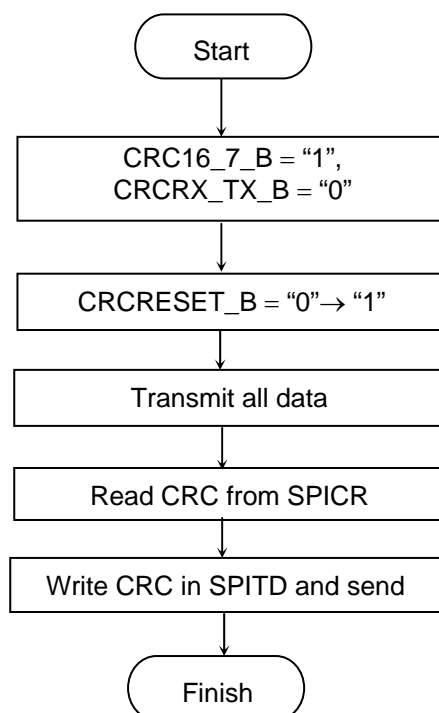 Start
CRC16_7_B = “1”,
CRCRX_TX_B = “0”
CRCRESET_B = “0”→ “1”
Transmit all data
Read CRC from SPICR
Write CRC in SPITD and send
Finish